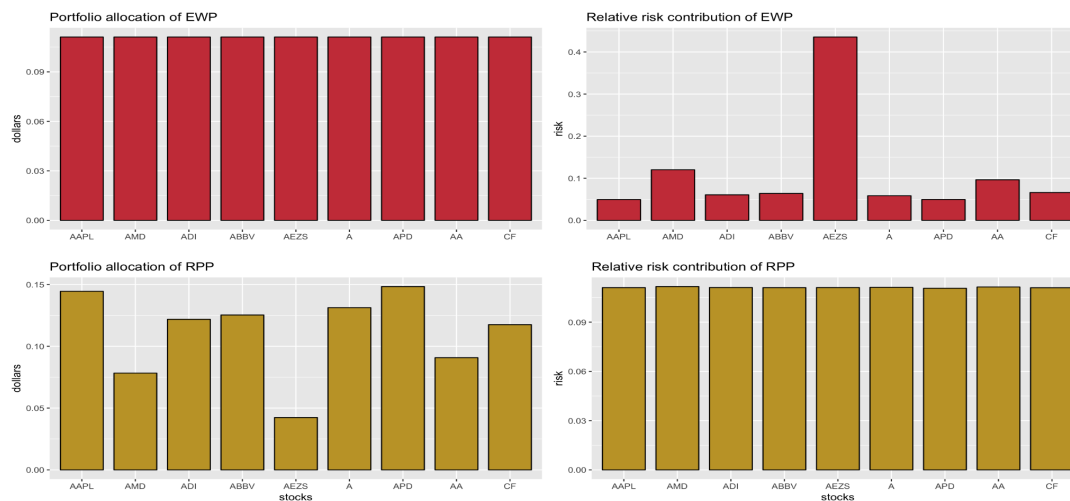 Portfolio allocation of EWP
dollars
0.09
0.06
0.03
0.00
AAPL AMD ADI ABBV AEZS A APD AA CF
Relative risk contribution of EWP
risk
0.4
0.3
0.2
0.1
0.0
AAPL AMD ADI ABBV AEZS A APD AA CF
Portfolio allocation of RPP
dollars
0.15
0.10
0.05
0.00
AAPL AMD ADI ABBV AEZS A APD AA CF
stocks
Relative risk contribution of RPP
risk
0.09
0.06
0.03
0.00
AAPL AMD ADI ABBV AEZS A APD AA CF
stocks